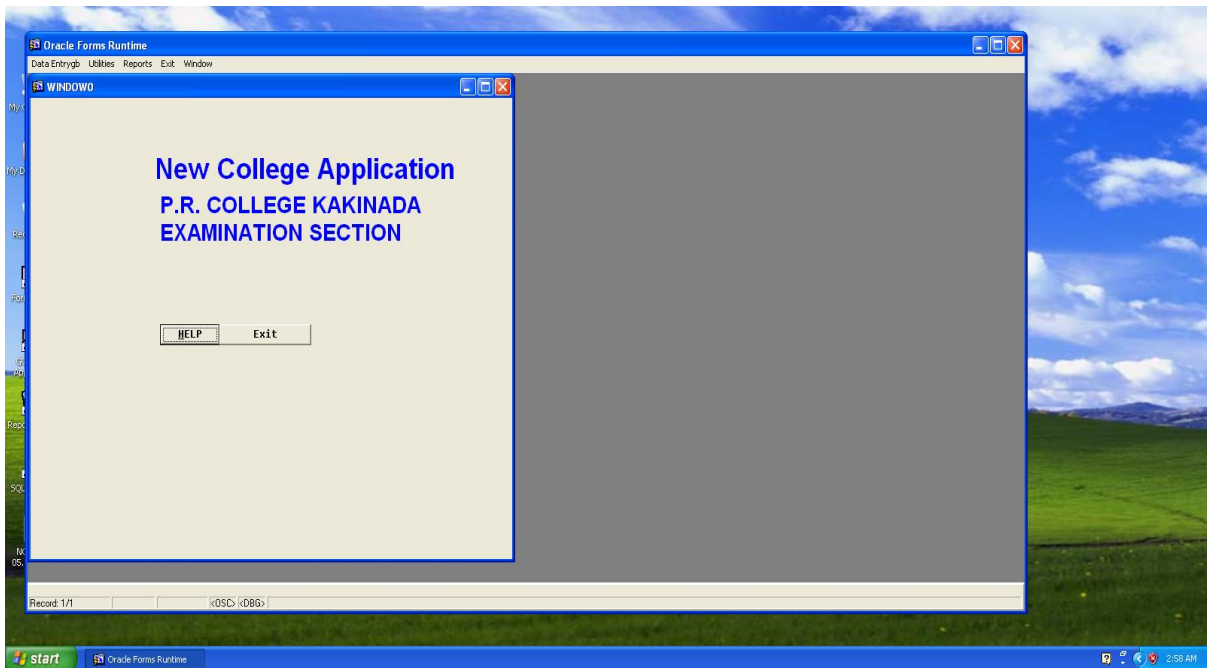 Oracle Forms Runtime
Data Entrygb Utilities Reports Exit Window
WINDOW0
New College Application
P.R. COLLEGE KAKINADA
EXAMINATION SECTION
HELP Exit
Record: 1/1 <OSC> <DBG>
start Oracle Forms Runtime 2:58 AM